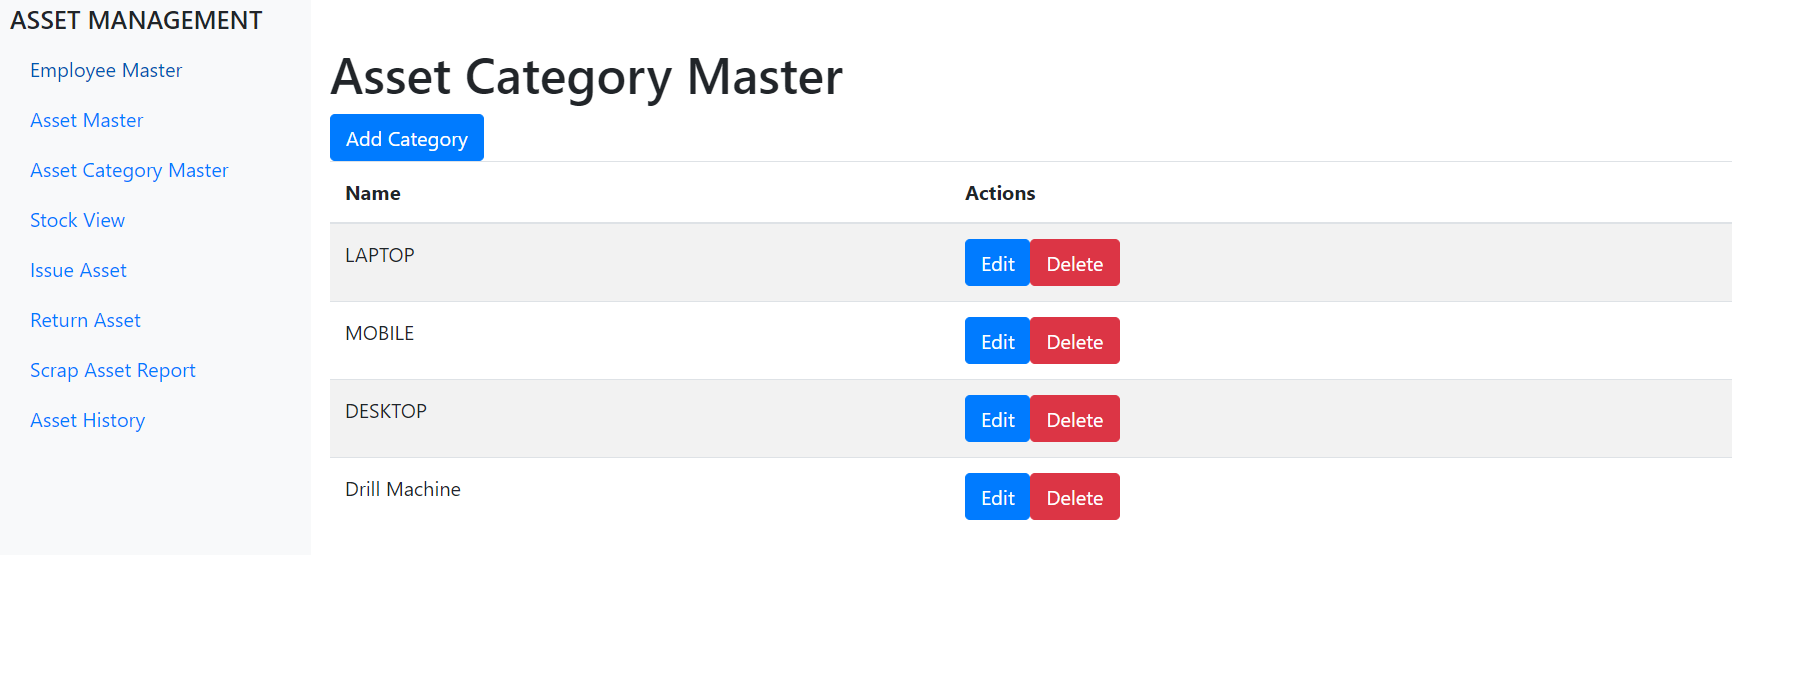 ASSET MANAGEMENT
Employee Master
Asset Master
Asset Category Master
Stock View
Issue Asset
Return Asset
Scrap Asset Report
Asset History
Asset Category Master
Add Category
Name Actions
LAPTOP Edit Delete
MOBILE Edit Delete
DESKTOP Edit Delete
Drill Machine Edit Delete